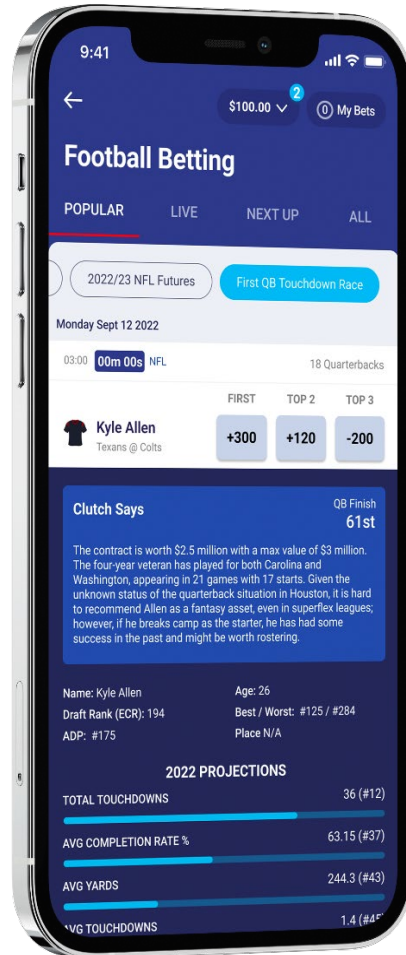 9:41
$100.00
2
0 My Bets
Football Betting
POPULAR LIVE NEXT UP ALL
2022/23 NFL Futures First QB Touchdown Race
Monday Sept 12 2022
03:00 00m 00s NFL 18 Quarterbacks
FIRST TOP 2 TOP 3
Kyle Allen +300 +120 -200
Texans @ Colts
Clutch Says QB Finish
61st
The contract is worth $2.5 million with a max value of $3 million.
The four-year veteran has played for both Carolina and
Washington, appearing in 21 games with 17 starts. Given the
unknown status of the quarterback situation in Houston, it is hard
to recommend Allen as a fantasy asset, even in superflex leagues;
however, if he breaks camp as the starter, he has had some
success in the past and might be worth rostering.
Name: Kyle Allen Age: 26
Draft Rank (ECR): 194 Best / Worst: #125 / #284
ADP: #175 Place N/A
2022 PROJECTIONS
TOTAL TOUCHDOWNS 36 (#12)
AVG COMPLETION RATE % 63.15 (#37)
AVG YARDS 244.3 (#43)
AVG TOUCHDOWNS 1.4 (#45